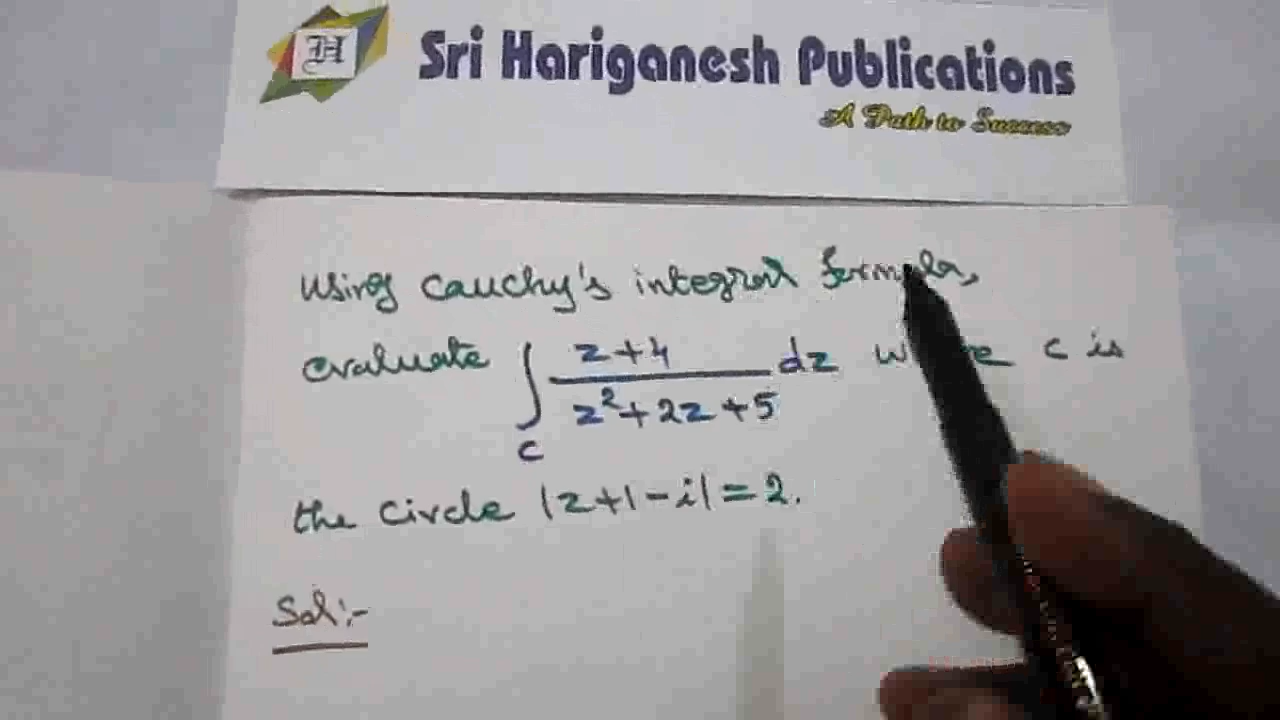 H
Sri Hariganesh Publications
A Path to Success
Using Cauchy's integral formula,
evaluate ∫ z+4 dz where c is
C z²+2z+5
the circle |z+1-i|=2.
Sol:-